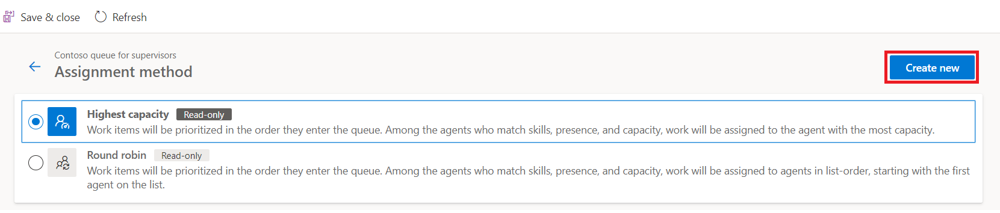 Save & close Refresh
Contoso queue for supervisors
Assignment method
Create new
Highest capacity Read-only
Work items will be prioritized in the order they enter the queue. Among the agents who match skills, presence, and capacity, work will be assigned to the agent with the most capacity.
Round robin Read-only
Work items will be prioritized in the order they enter the queue. Among the agents who match skills, presence, and capacity, work will be assigned to agents in list-order, starting with the first
agent on the list.